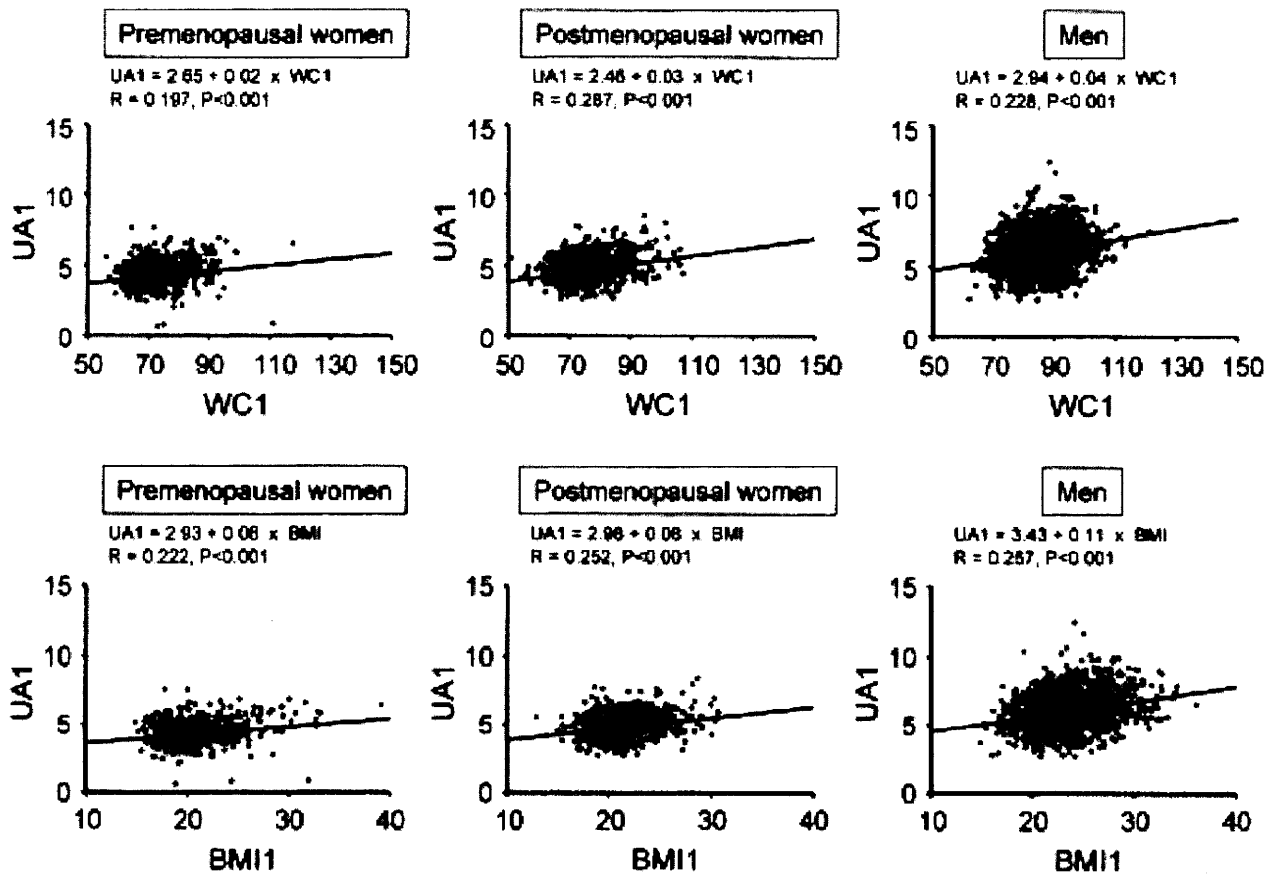 Premenopausal women
UA1 = 2.65 + 0.02 x WC1
R = 0.197, P<0.001
15
10
5
0
UA1
50 70 90 110 130 150
WC1
Postmenopausal women
UA1 = 2.46 + 0.03 x WC1
R = 0.287, P<0.001
15
10
5
0
UA1
50 70 90 110 130 150
WC1
Men
UA1 = 2.94 + 0.04 x WC1
R = 0.228, P<0.001
15
10
5
0
UA1
50 70 90 110 130 150
WC1
Premenopausal women
UA1 = 2.93 + 0.06 x BMI
R = 0.222, P<0.001
15
10
5
0
UA1
10 20 30 40
BMI1
Postmenopausal women
UA1 = 2.98 + 0.08 x BMI
R = 0.252, P<0.001
15
10
5
0
UA1
10 20 30 40
BMI1
Men
UA1 = 3.43 + 0.11 x BMI
R = 0.267, P<0.001
15
10
5
0
UA1
10 20 30 40
BMI1